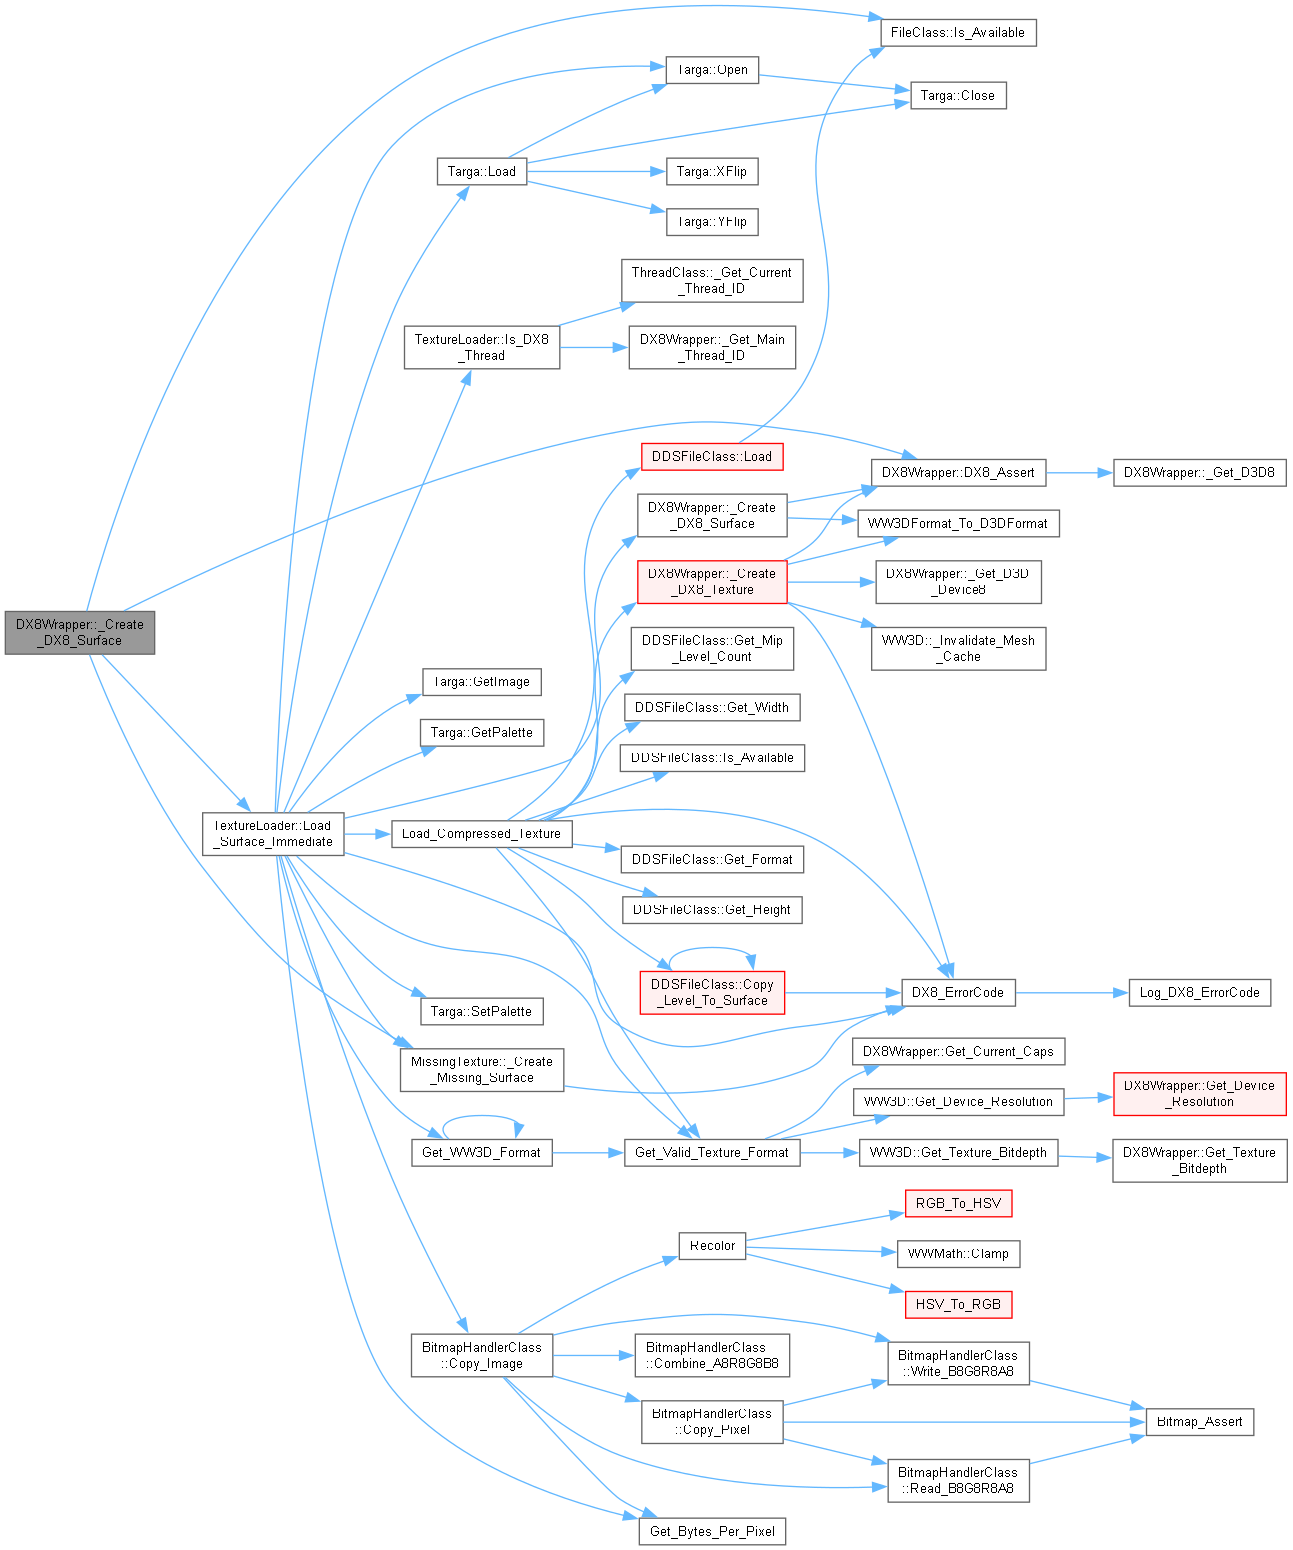 FileClass::Is_Available
Targa::Open
Targa::Close
Targa::Load
Targa::XFlip
Targa::YFlip
ThreadClass::_Get_Current
_Thread_ID
TextureLoader::Is_DX8
_Thread
DX8Wrapper::_Get_Main
_Thread_ID
DDSFileClass::Load
DX8Wrapper::DX8_Assert
DX8Wrapper::_Get_D3D8
DX8Wrapper::_Create
_DX8_Surface
WW3DFormat_To_D3DFormat
DX8Wrapper::_Create
_DX8_Texture
DX8Wrapper::_Get_D3D
_Device8
DX8Wrapper::_Create
_DX8_Surface
DDSFileClass::Get_Mip
_Level_Count
WW3D::_Invalidate_Mesh
_Cache
Targa::GetImage
DDSFileClass::Get_Width
Targa::GetPalette
DDSFileClass::Is_Available
TextureLoader::Load
_Surface_Immediate
Load_Compressed_Texture
DDSFileClass::Get_Format
DDSFileClass::Get_Height
DDSFileClass::Copy
_Level_To_Surface
DX8_ErrorCode
Log_DX8_ErrorCode
Targa::SetPalette
MissingTexture::_Create
_Missing_Surface
DX8Wrapper::Get_Current_Caps
WW3D::Get_Device_Resolution
DX8Wrapper::Get_Device
_Resolution
Get_WW3D_Format
Get_Valid_Texture_Format
WW3D::Get_Texture_Bitdepth
DX8Wrapper::Get_Texture
_Bitdepth
RGB_To_HSV
Recolor
WWMath::Clamp
HSV_To_RGB
BitmapHandlerClass
::Copy_Image
BitmapHandlerClass
::Combine_A8R8G8B8
BitmapHandlerClass
::Write_B8G8R8A8
BitmapHandlerClass
::Copy_Pixel
Bitmap_Assert
BitmapHandlerClass
::Read_B8G8R8A8
Get_Bytes_Per_Pixel